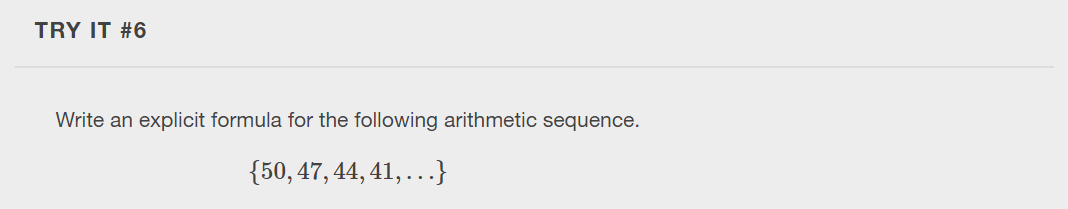 TRY IT #6
Write an explicit formula for the following arithmetic sequence.
{50, 47, 44, 41, . . .}